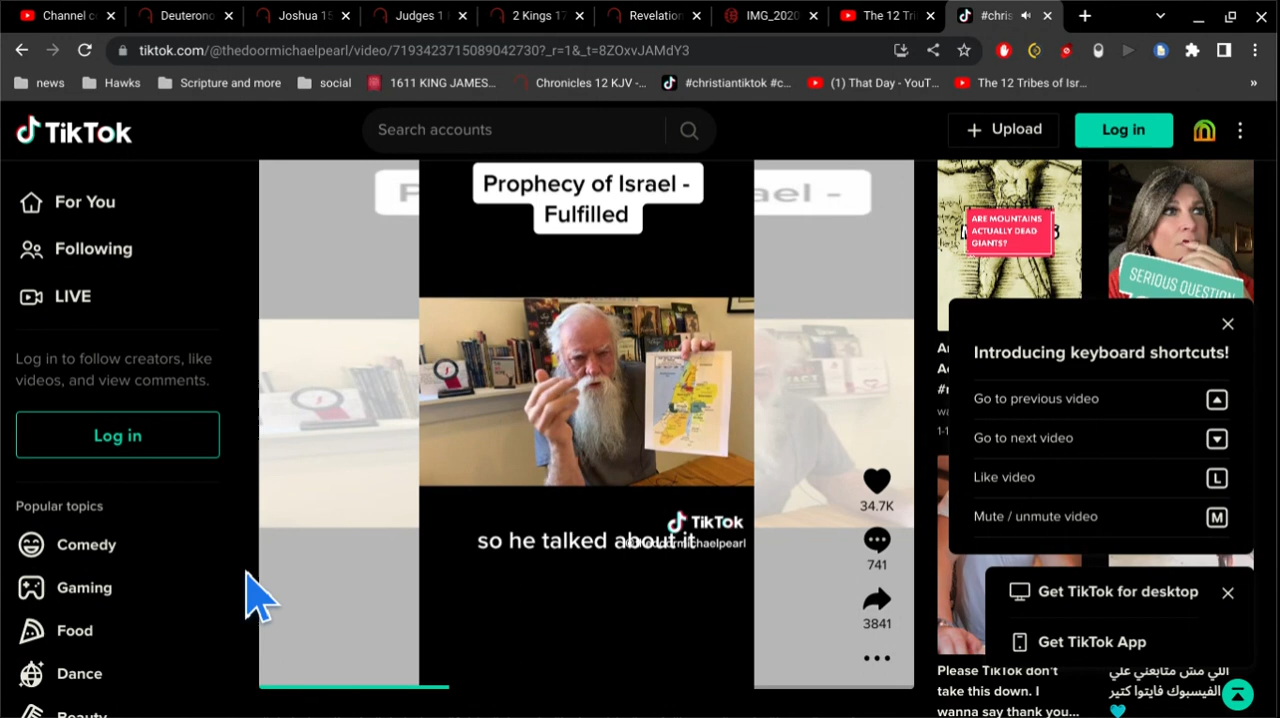 Channel c
Deuterono
Joshua 15
Judges 1
2 Kings 17
Revelation
IMG_2020
The 12 Tri
#chris
tiktok.com/@thedoormichaelpearl/video/7193423715089042730?_r=1&_t=8ZOxvJAMdY3
news
Hawks
Scripture and more
social
1611 KING JAMES...
Chronicles 12 KJV -...
#christiantiktok #c...
(1) That Day - YouT...
The 12 Tribes of Isr...
»
TikTok
Search accounts
Upload
Log in
For You
Following
LIVE
Log in to follow creators, like
videos, and view comments.
Log in
Popular topics
Comedy
Gaming
Food
Dance
Beauty
Prophecy of Israel -
Fulfilled
ael -
so he talked about it
TikTok
34.7K
741
3841
ARE MOUNTAINS
ACTUALLY DEAD
GIANTS?
SERIOUS QUESTION
Introducing keyboard shortcuts!
Go to previous video
Go to next video
Like video
L
Mute / unmute video
M
Get TikTok for desktop
Get TikTok App
Please TikTok don't
take this down. I
wanna say thank you...
اللي مش متابعني علي
الفيسبوك فايتوا كتير